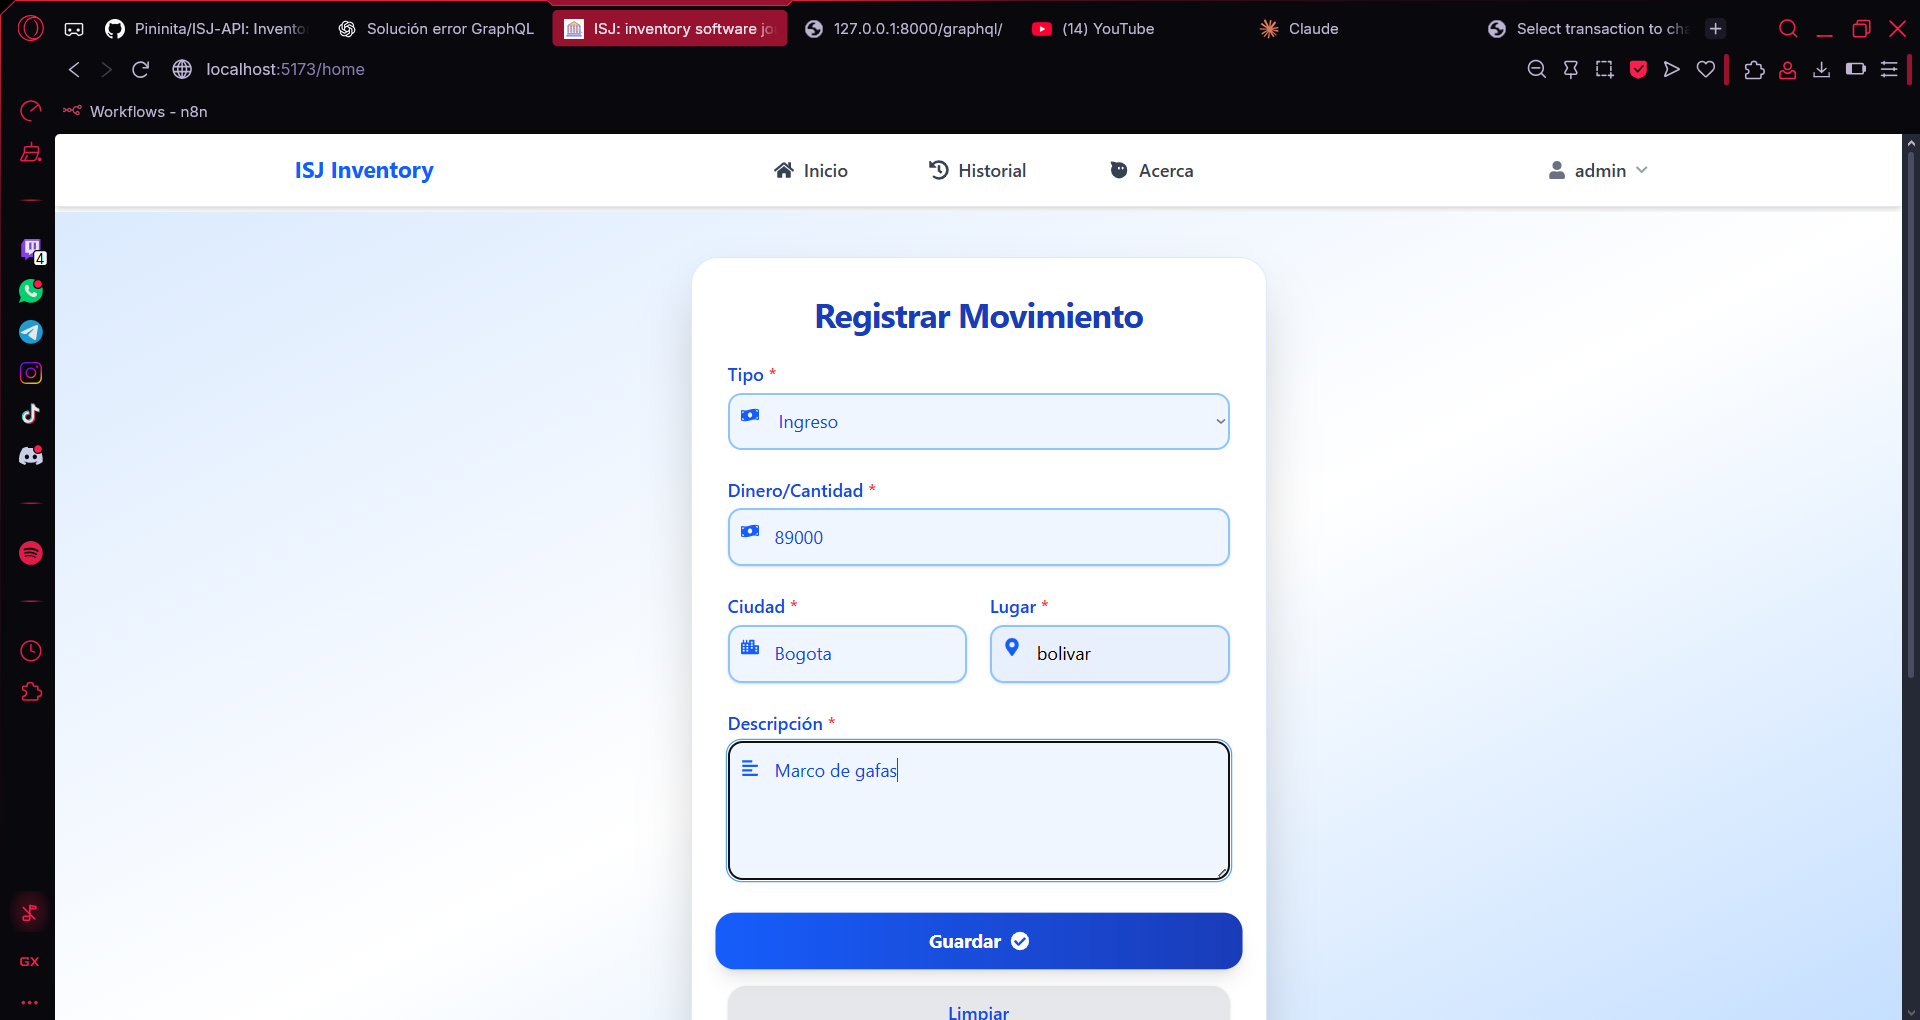 Pininita/ISJ-API: Invento
Solución error GraphQL
ISJ: inventory software jo
127.0.0.1:8000/graphql/
(14) YouTube
Claude
Select transaction to cha
localhost:5173/home
Workflows - n8n
ISJ Inventory
Inicio
Historial
Acerca
admin
4
Registrar Movimiento
Tipo *
Ingreso
Dinero/Cantidad *
89000
Ciudad *
Lugar *
Bogota
bolivar
Descripción *
Marco de gafas
Guardar
GX
Limpiar